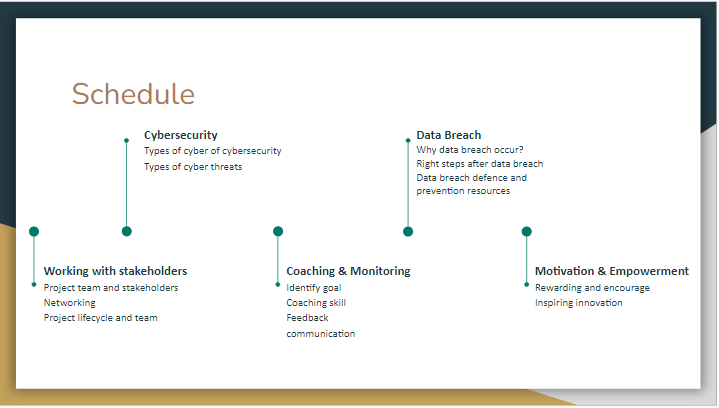 Schedule
Cybersecurity
Types of cyber of cybersecurity
Types of cyber threats
Data Breach
Why data breach occur?
Right steps after data breach
Data breach defence and
prevention resources
Working with stakeholders
Project team and stakeholders
Networking
Project lifecycle and team
Coaching & Monitoring
Identify goal
Coaching skill
Feedback
communication
Motivation & Empowerment
Rewarding and encourage
Inspiring innovation